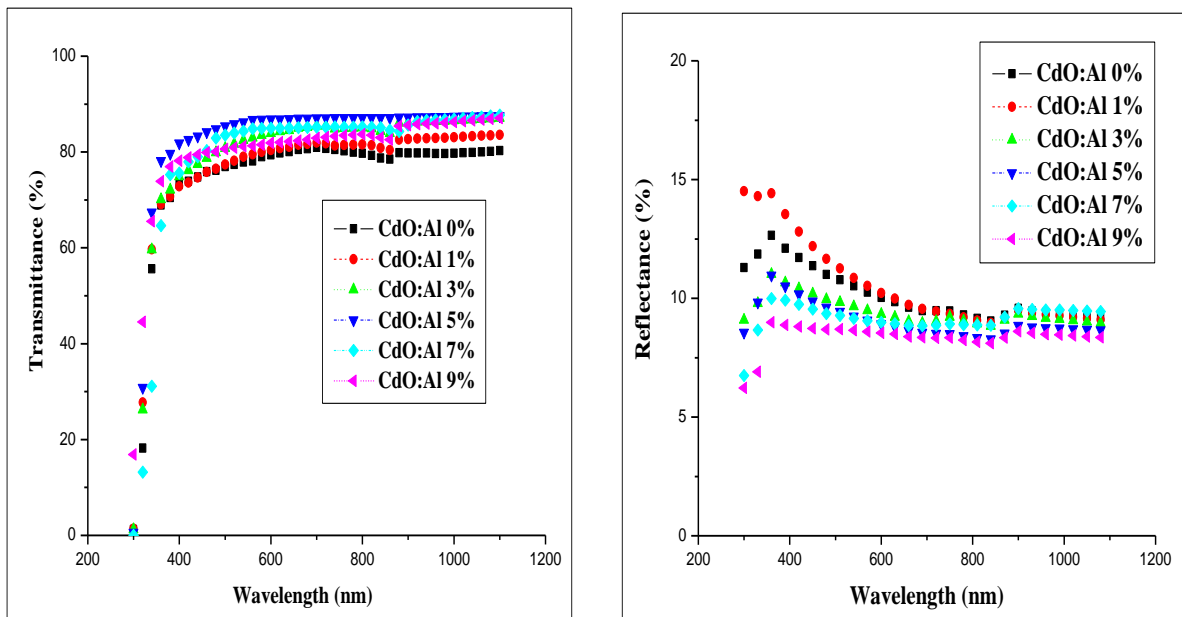 100
80
60
40
20
0
Transmittance (%)
CdO:Al 0%
CdO:Al 1%
CdO:Al 3%
CdO:Al 5%
CdO:Al 7%
CdO:Al 9%
200 400 600 800 1000 1200
Wavelength (nm)
20
15
10
5
0
Reflectance (%)
CdO:Al 0%
CdO:Al 1%
CdO:Al 3%
CdO:Al 5%
CdO:Al 7%
CdO:Al 9%
200 400 600 800 1000 1200
Wavelength (nm)